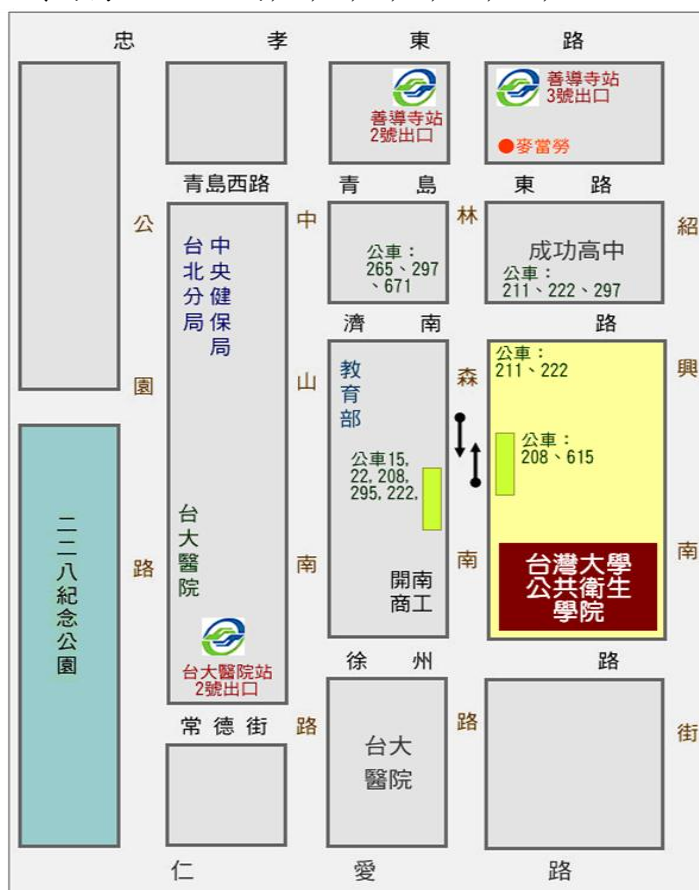 忠孝東路
善導寺站
2號出口
善導寺站
3號出口
●麥當勞
青島西路
青島東路
公園路
中山南路
林森南路
紹興南街
中央健保局
台北分局
公車：
265、297
、671
成功高中
公車：
211、222、297
濟南路
教育部
公車：
211、222
公車15,
22,208,
295,222,
公車：
208、615
二二八紀念公園
台大醫院
開南
商工
台灣大學
公共衛生
學院
台大醫院站
2號出口
徐州路
常德街
台大
醫院
仁愛路